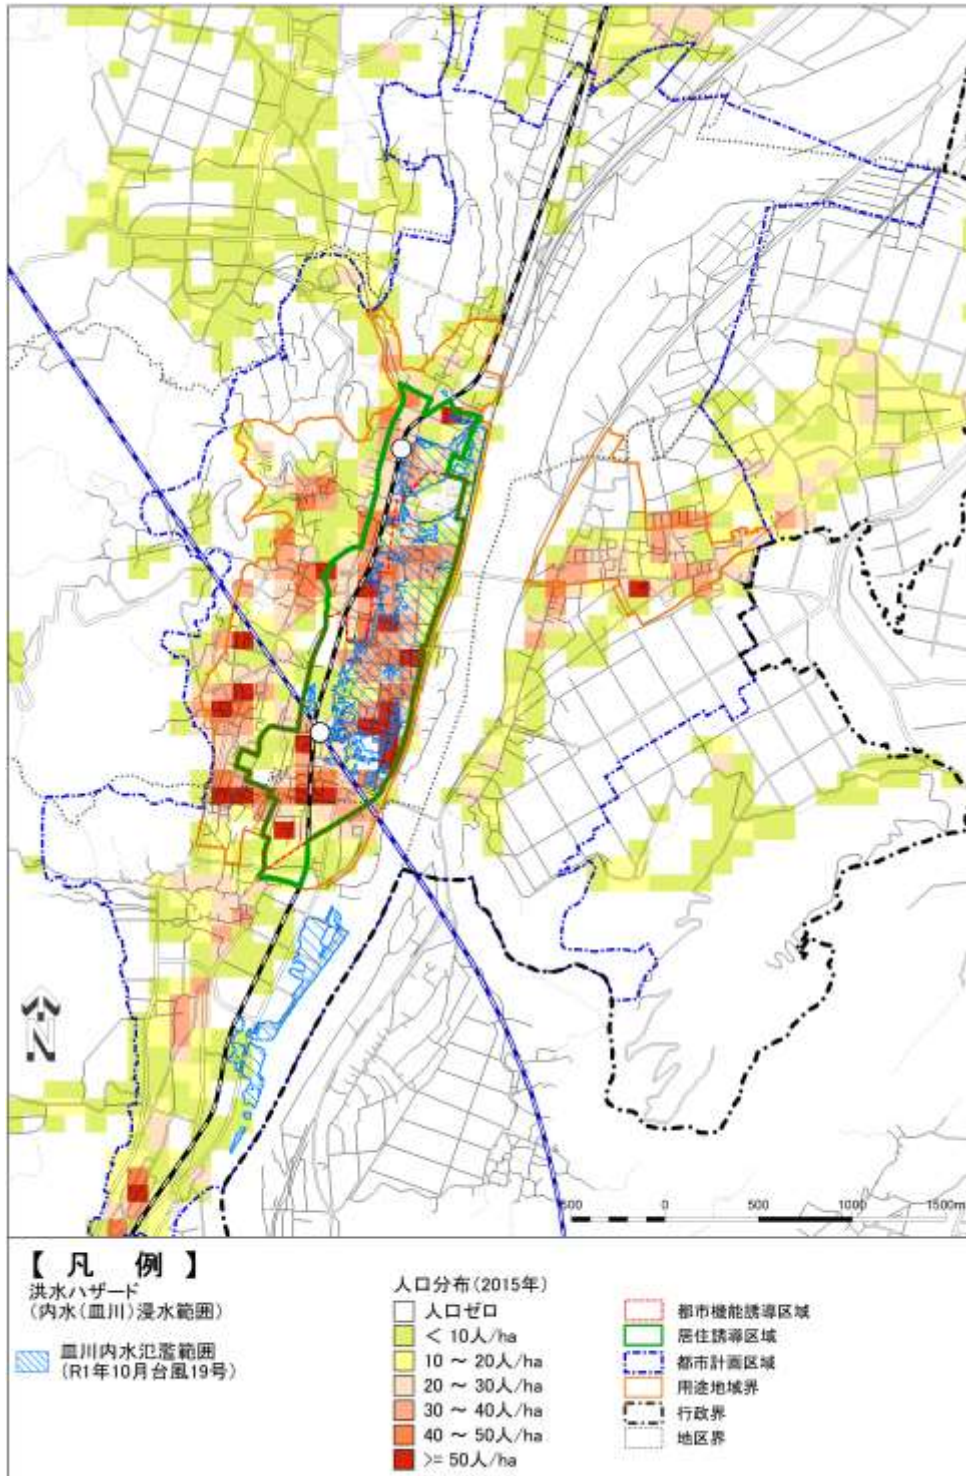 N
500 0 500 1000 1500m
【 凡 例 】
洪水ハザード
(内水(皿川)浸水範囲)
皿川内水氾濫範囲
(R1年10月台風19号)
人口分布(2015年)
人口ゼロ
< 10人/ha
10 ～ 20人/ha
20 ～ 30人/ha
30 ～ 40人/ha
40 ～ 50人/ha
>= 50人/ha
都市機能誘導区域
居住誘導区域
都市計画区域
用途地域界
行政界
地区界